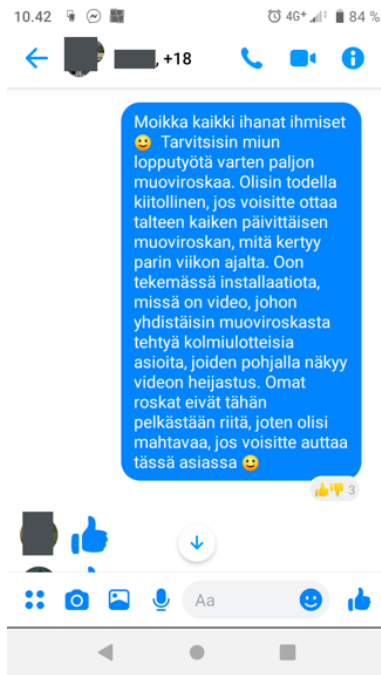 10.42 4G+ 84 %
, +18
Moikka kaikki ihanat ihmiset
🙂 Tarvitsisin miun
lopputyötä varten paljon
muoviroskaa. Olisin todella
kiitollinen, jos voisitte ottaa
talteen kaiken päivittäisen
muoviroskan, mitä kertyy
parin viikon ajalta. Oon
tekemässä installaatiota,
missä on video, johon
yhdistäisin muoviroskasta
tehtyä kolmiulotteisia
asioita, joiden pohjalla näkyy
videon heijastus. Omat
roskat eivät tähän
pelkästään riitä, joten olisi
mahtavaa, jos voisitte auttaa
tässä asiassa 🙂
3
Aa